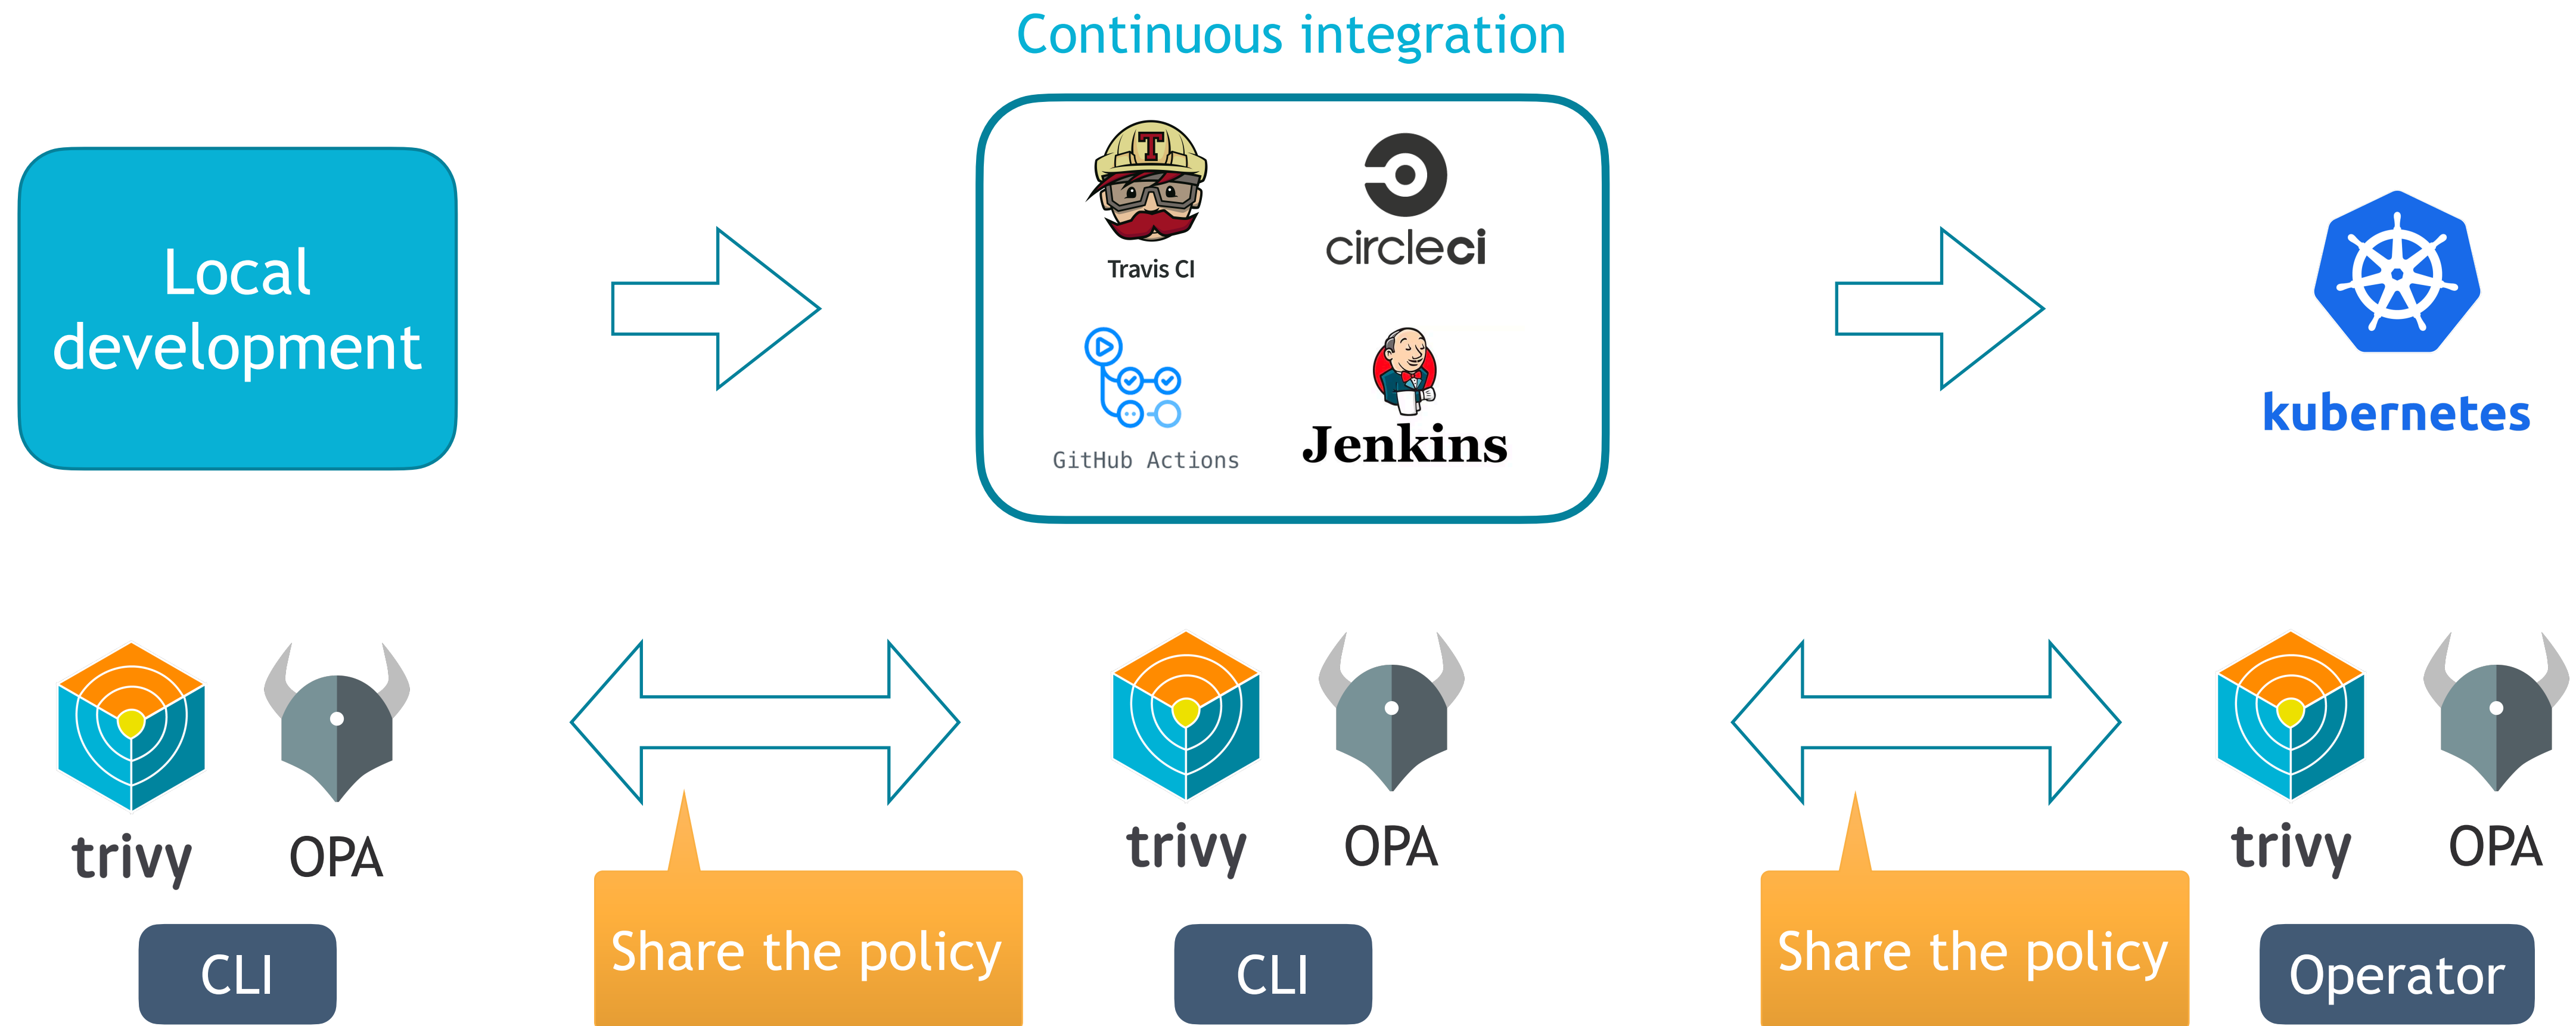 Continuous integration
Local
development
T
Travis CI
circleci
GitHub Actions
Jenkins
kubernetes
trivy
OPA
trivy
OPA
trivy
OPA
CLI
Share the policy
CLI
Share the policy
Operator